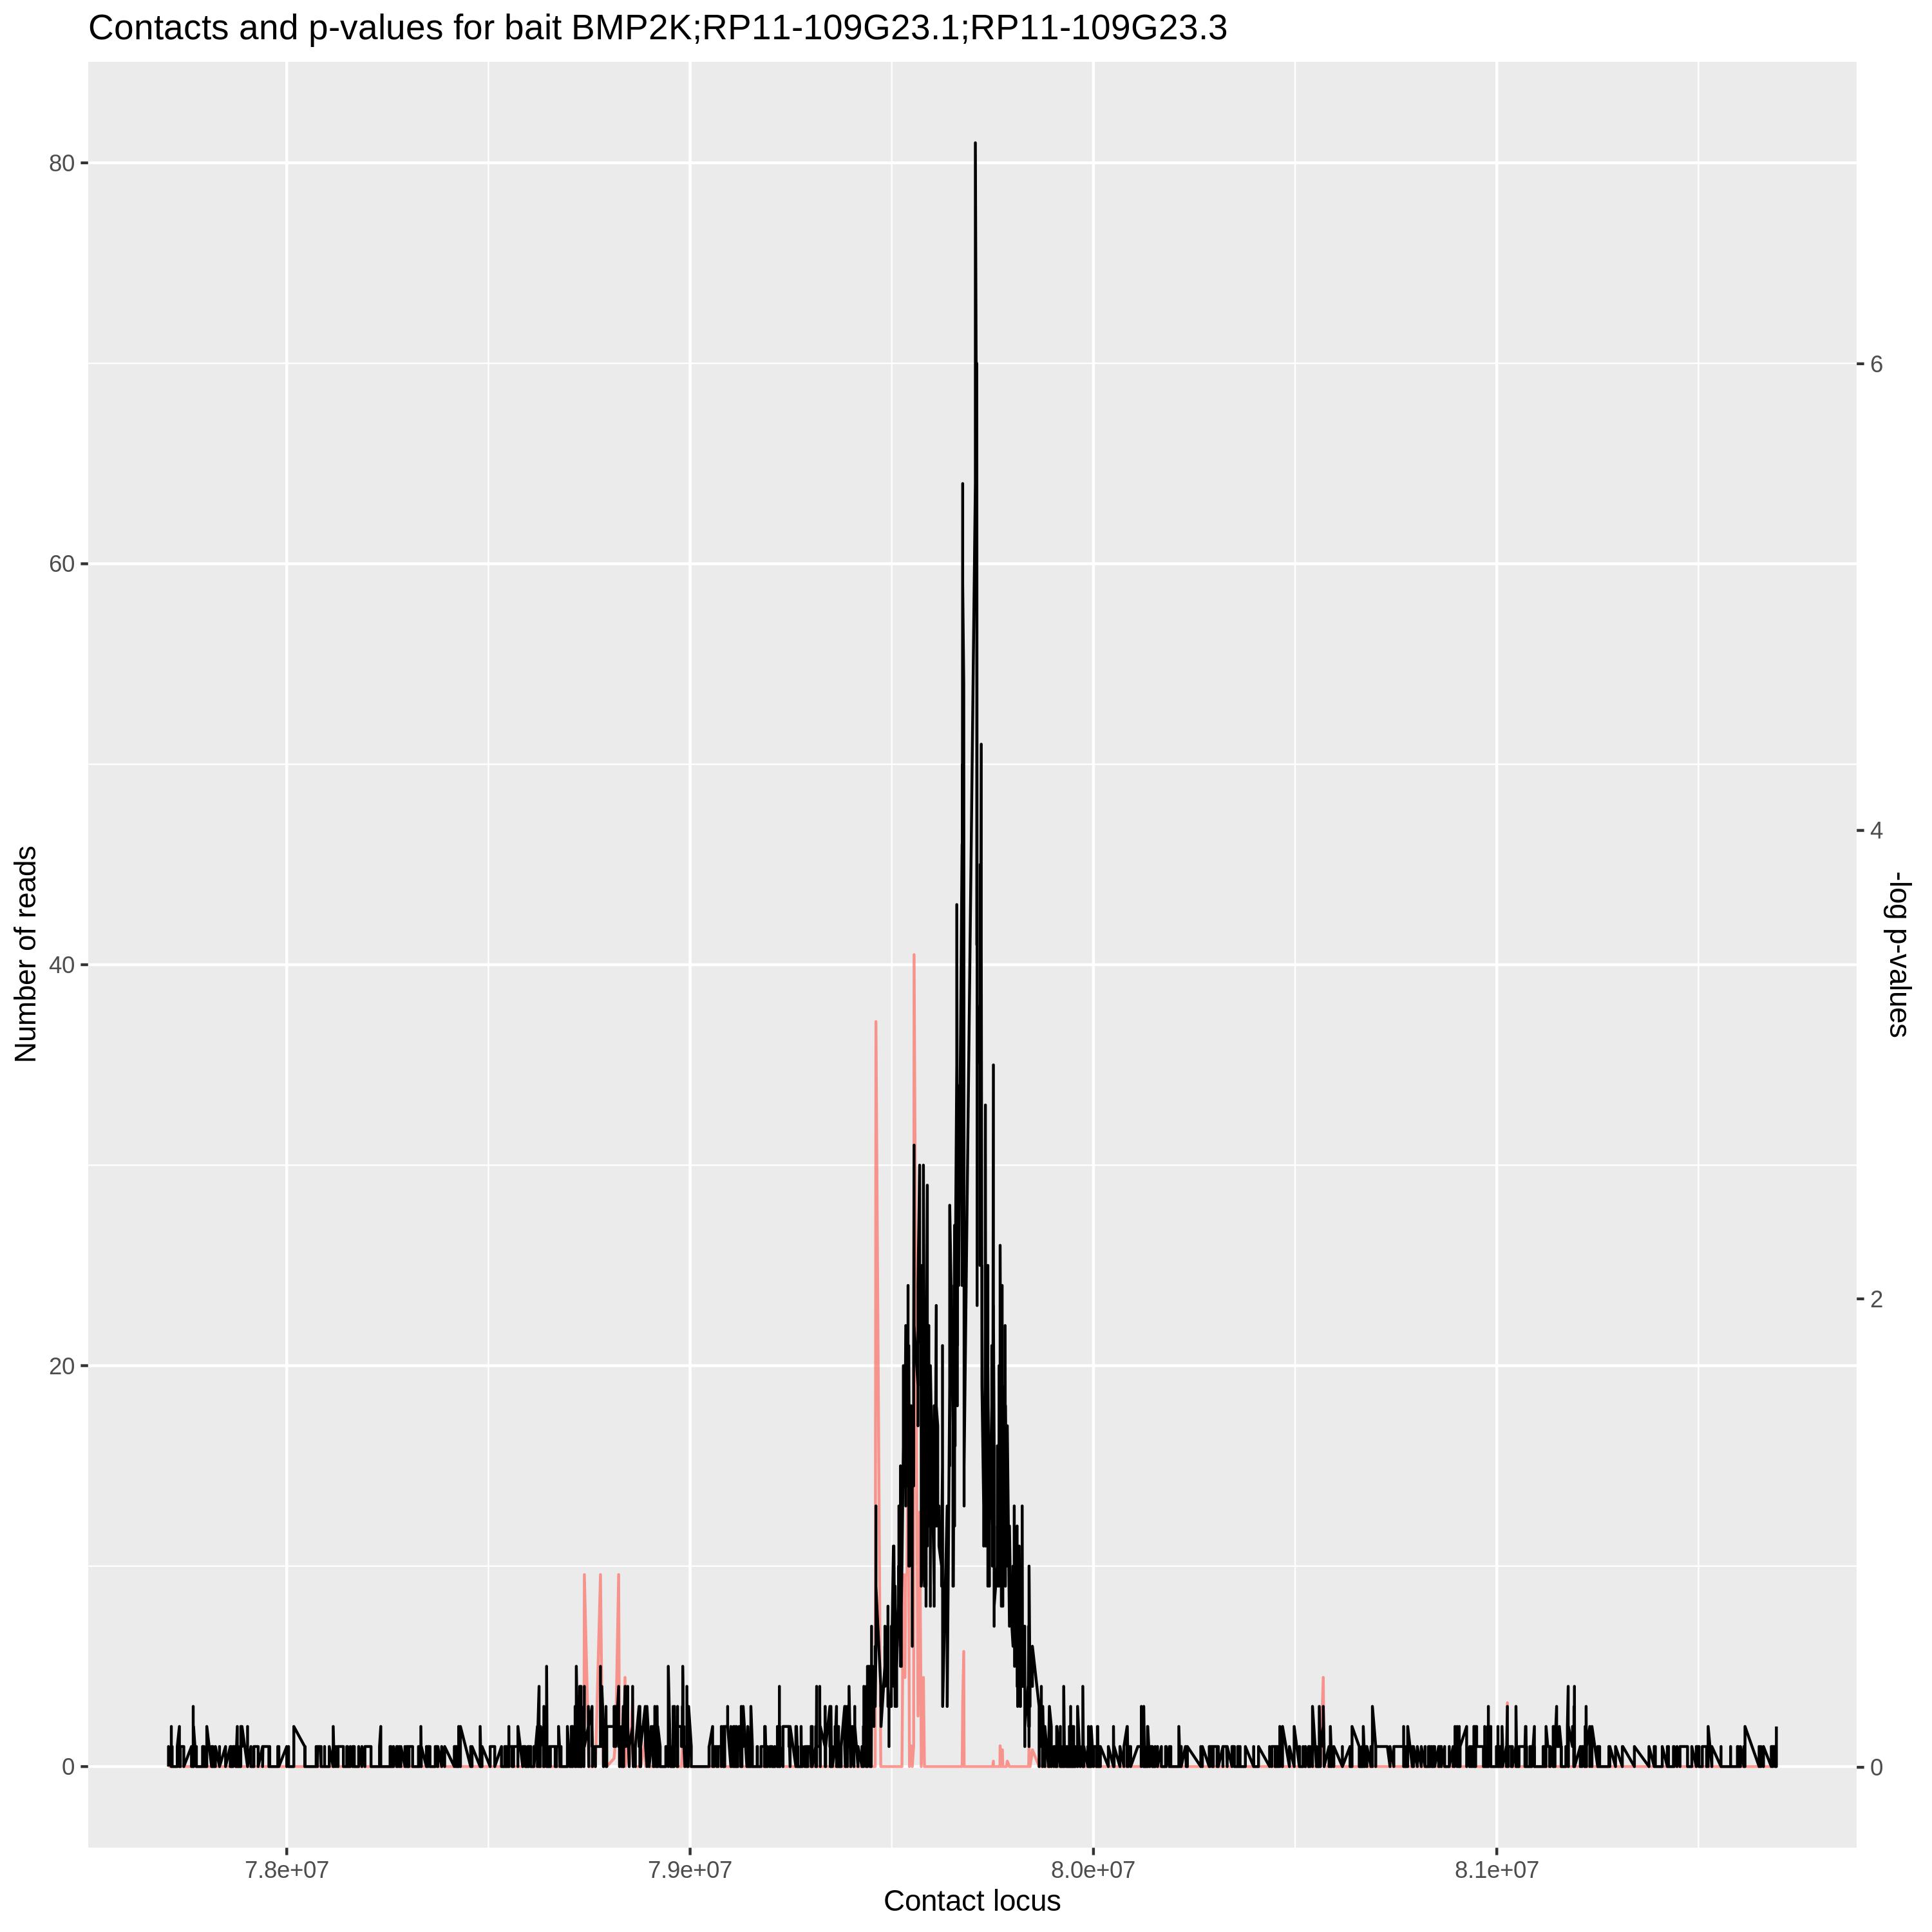 Contacts and p-values for bait BMP2K;RP11-109G23.1;RP11-109G23.3
80
60
40
20
0
Number of reads
6
4
2
0
-log p-values
7.8e+07
7.9e+07
8.0e+07
8.1e+07
Contact locus